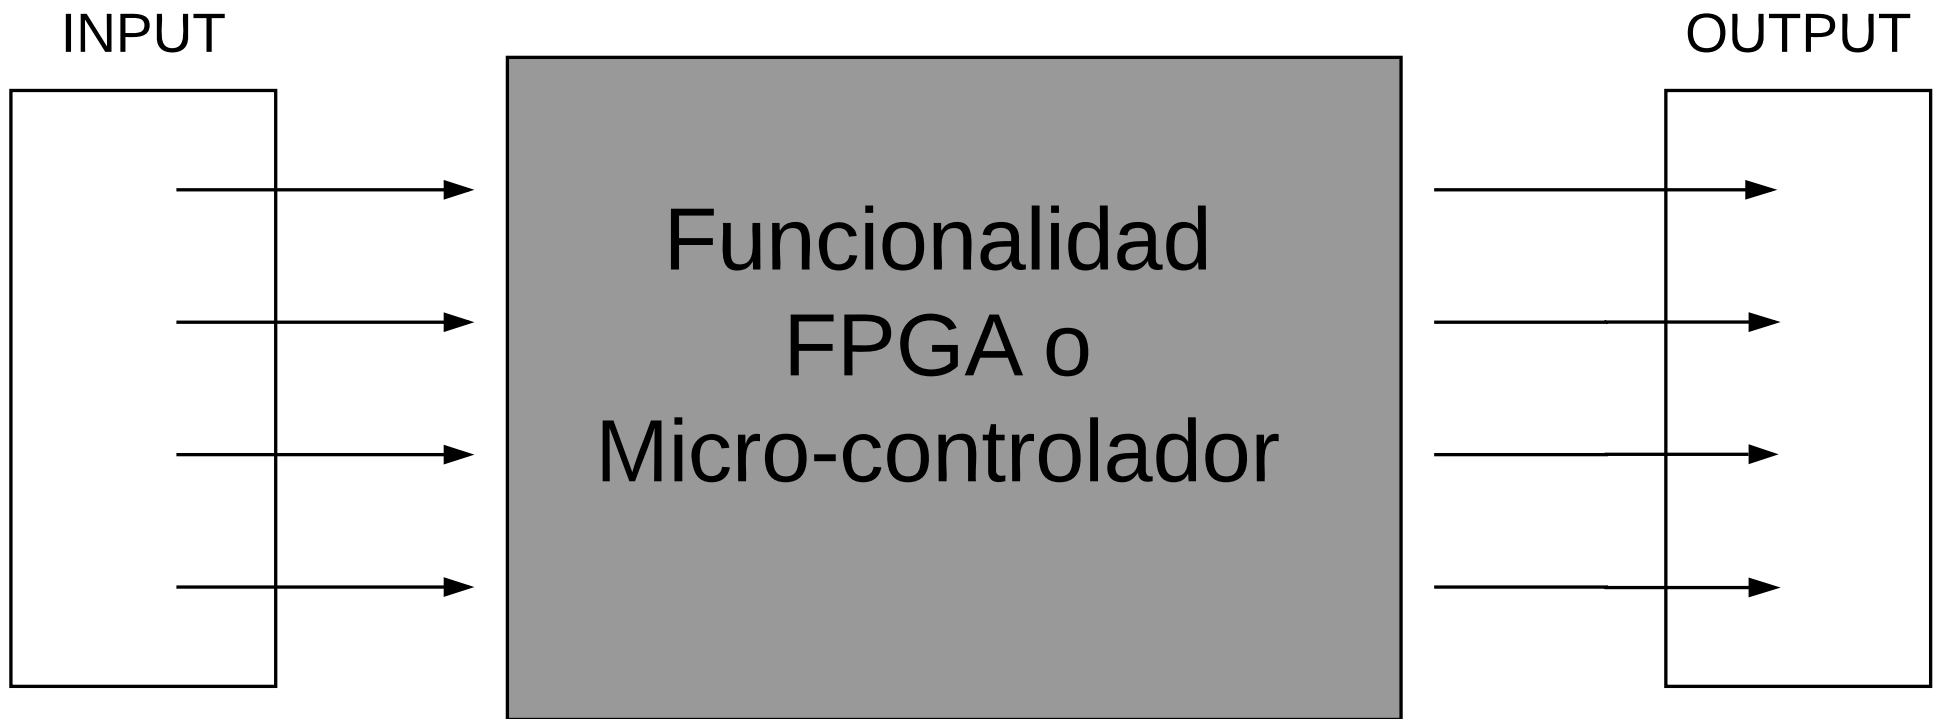 INPUT
OUTPUT
Funcionalidad
FPGA o
Micro-controlador